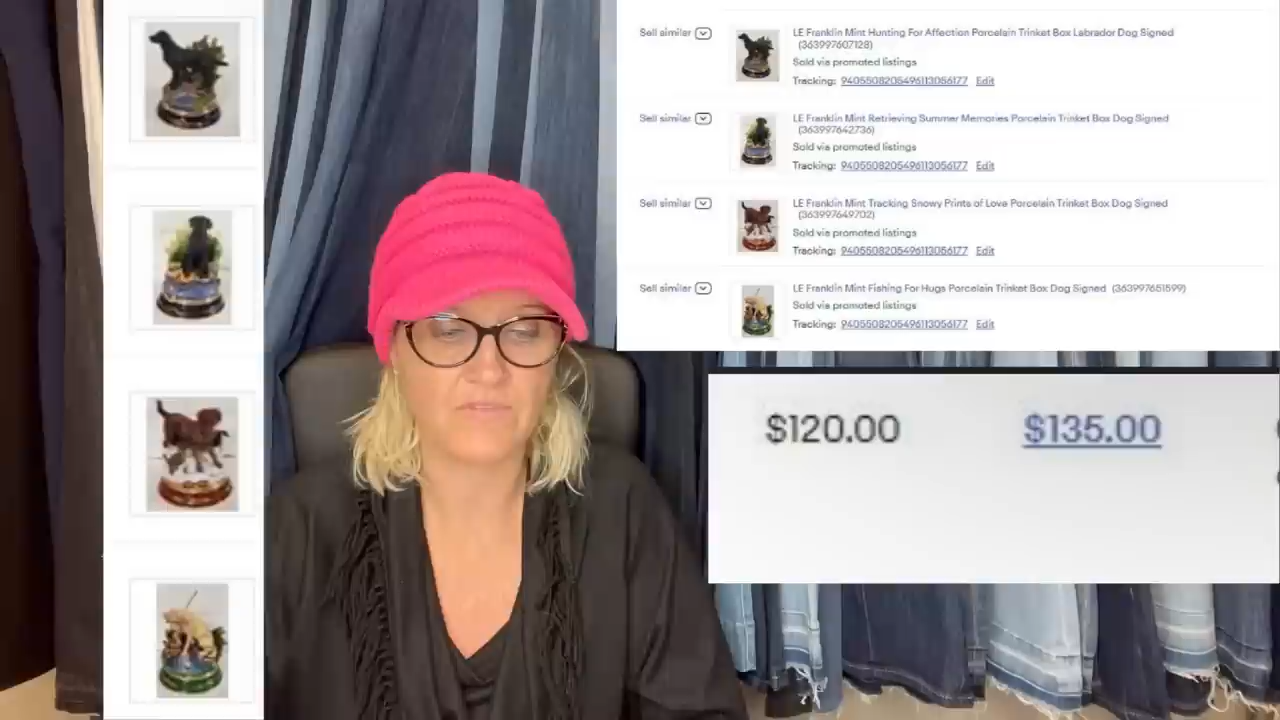 Sell similar
LE Franklin Mint Hunting For Affection Porcelain Trinket Box Labrador Dog Signed
(363997607128)
Sold via promoted listings
Tracking: 9405508205496113056177 Edit
Sell similar
LE Franklin Mint Retrieving Summer Memories Porcelain Trinket Box Dog Signed
(363997642736)
Sold via promoted listings
Tracking: 9405508205496113056177 Edit
Sell similar
LE Franklin Mint Tracking Snowy Prints of Love Porcelain Trinket Box Dog Signed
(363997649702)
Sold via promoted listings
Tracking: 9405508205496113056177 Edit
Sell similar
LE Franklin Mint Fishing For Hugs Porcelain Trinket Box Dog Signed (363997651599)
Sold via promoted listings
Tracking: 9405508205496113056177 Edit
$120.00 $135.00